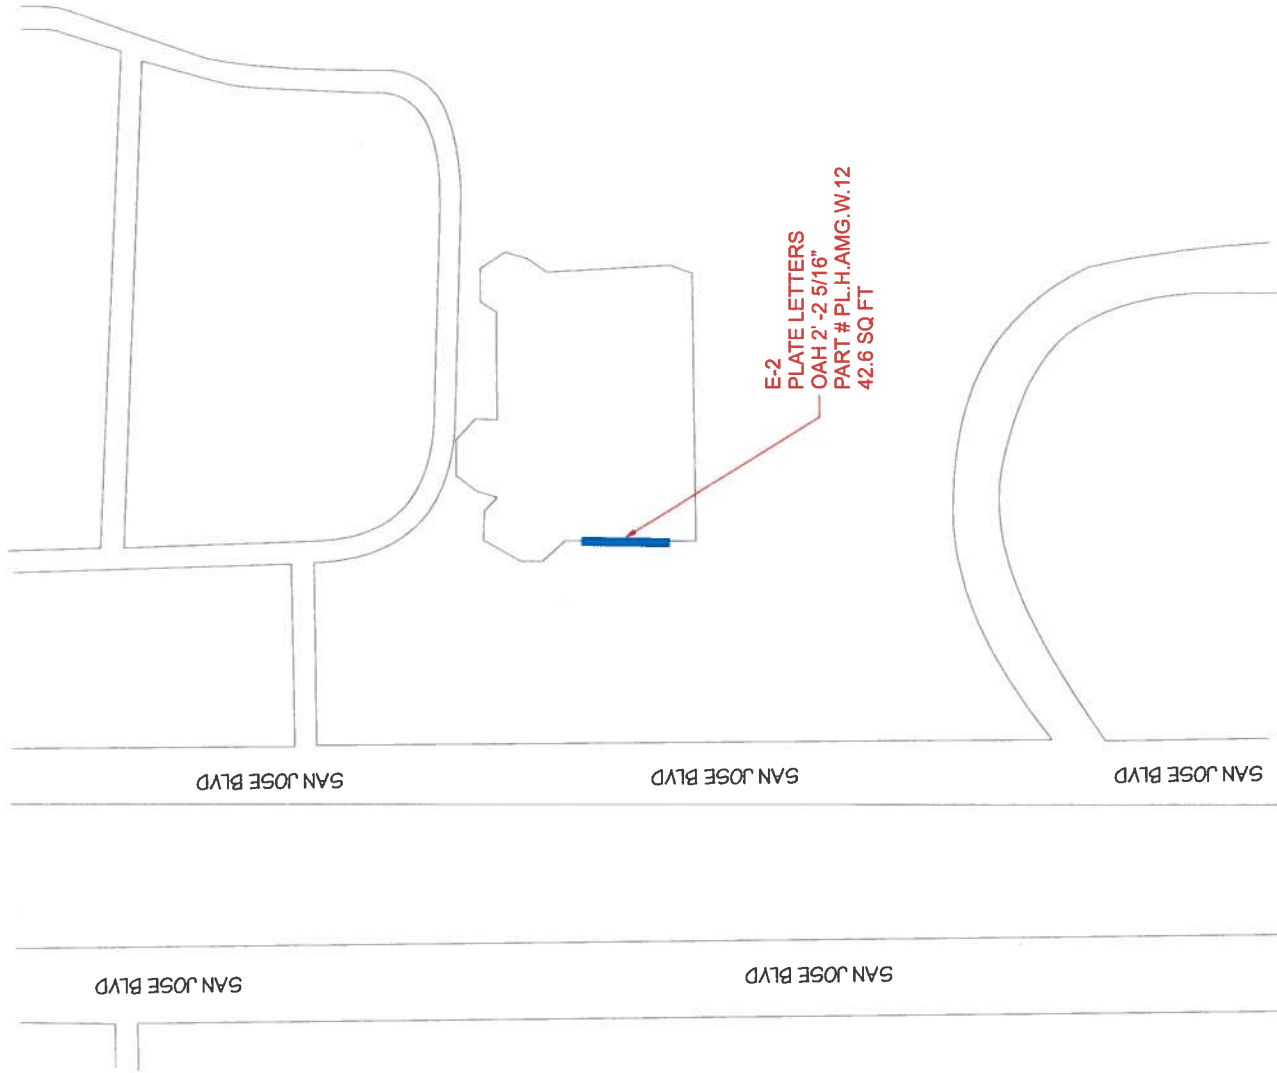 SAN JOSE BLVD
SAN JOSE BLVD
SAN JOSE BLVD
SAN JOSE BLVD
SAN JOSE BLVD
E-2
PLATE LETTERS
OAH 2' -2 5/16"
PART # PL.H.AMG.W.12
42.6 SQ FT